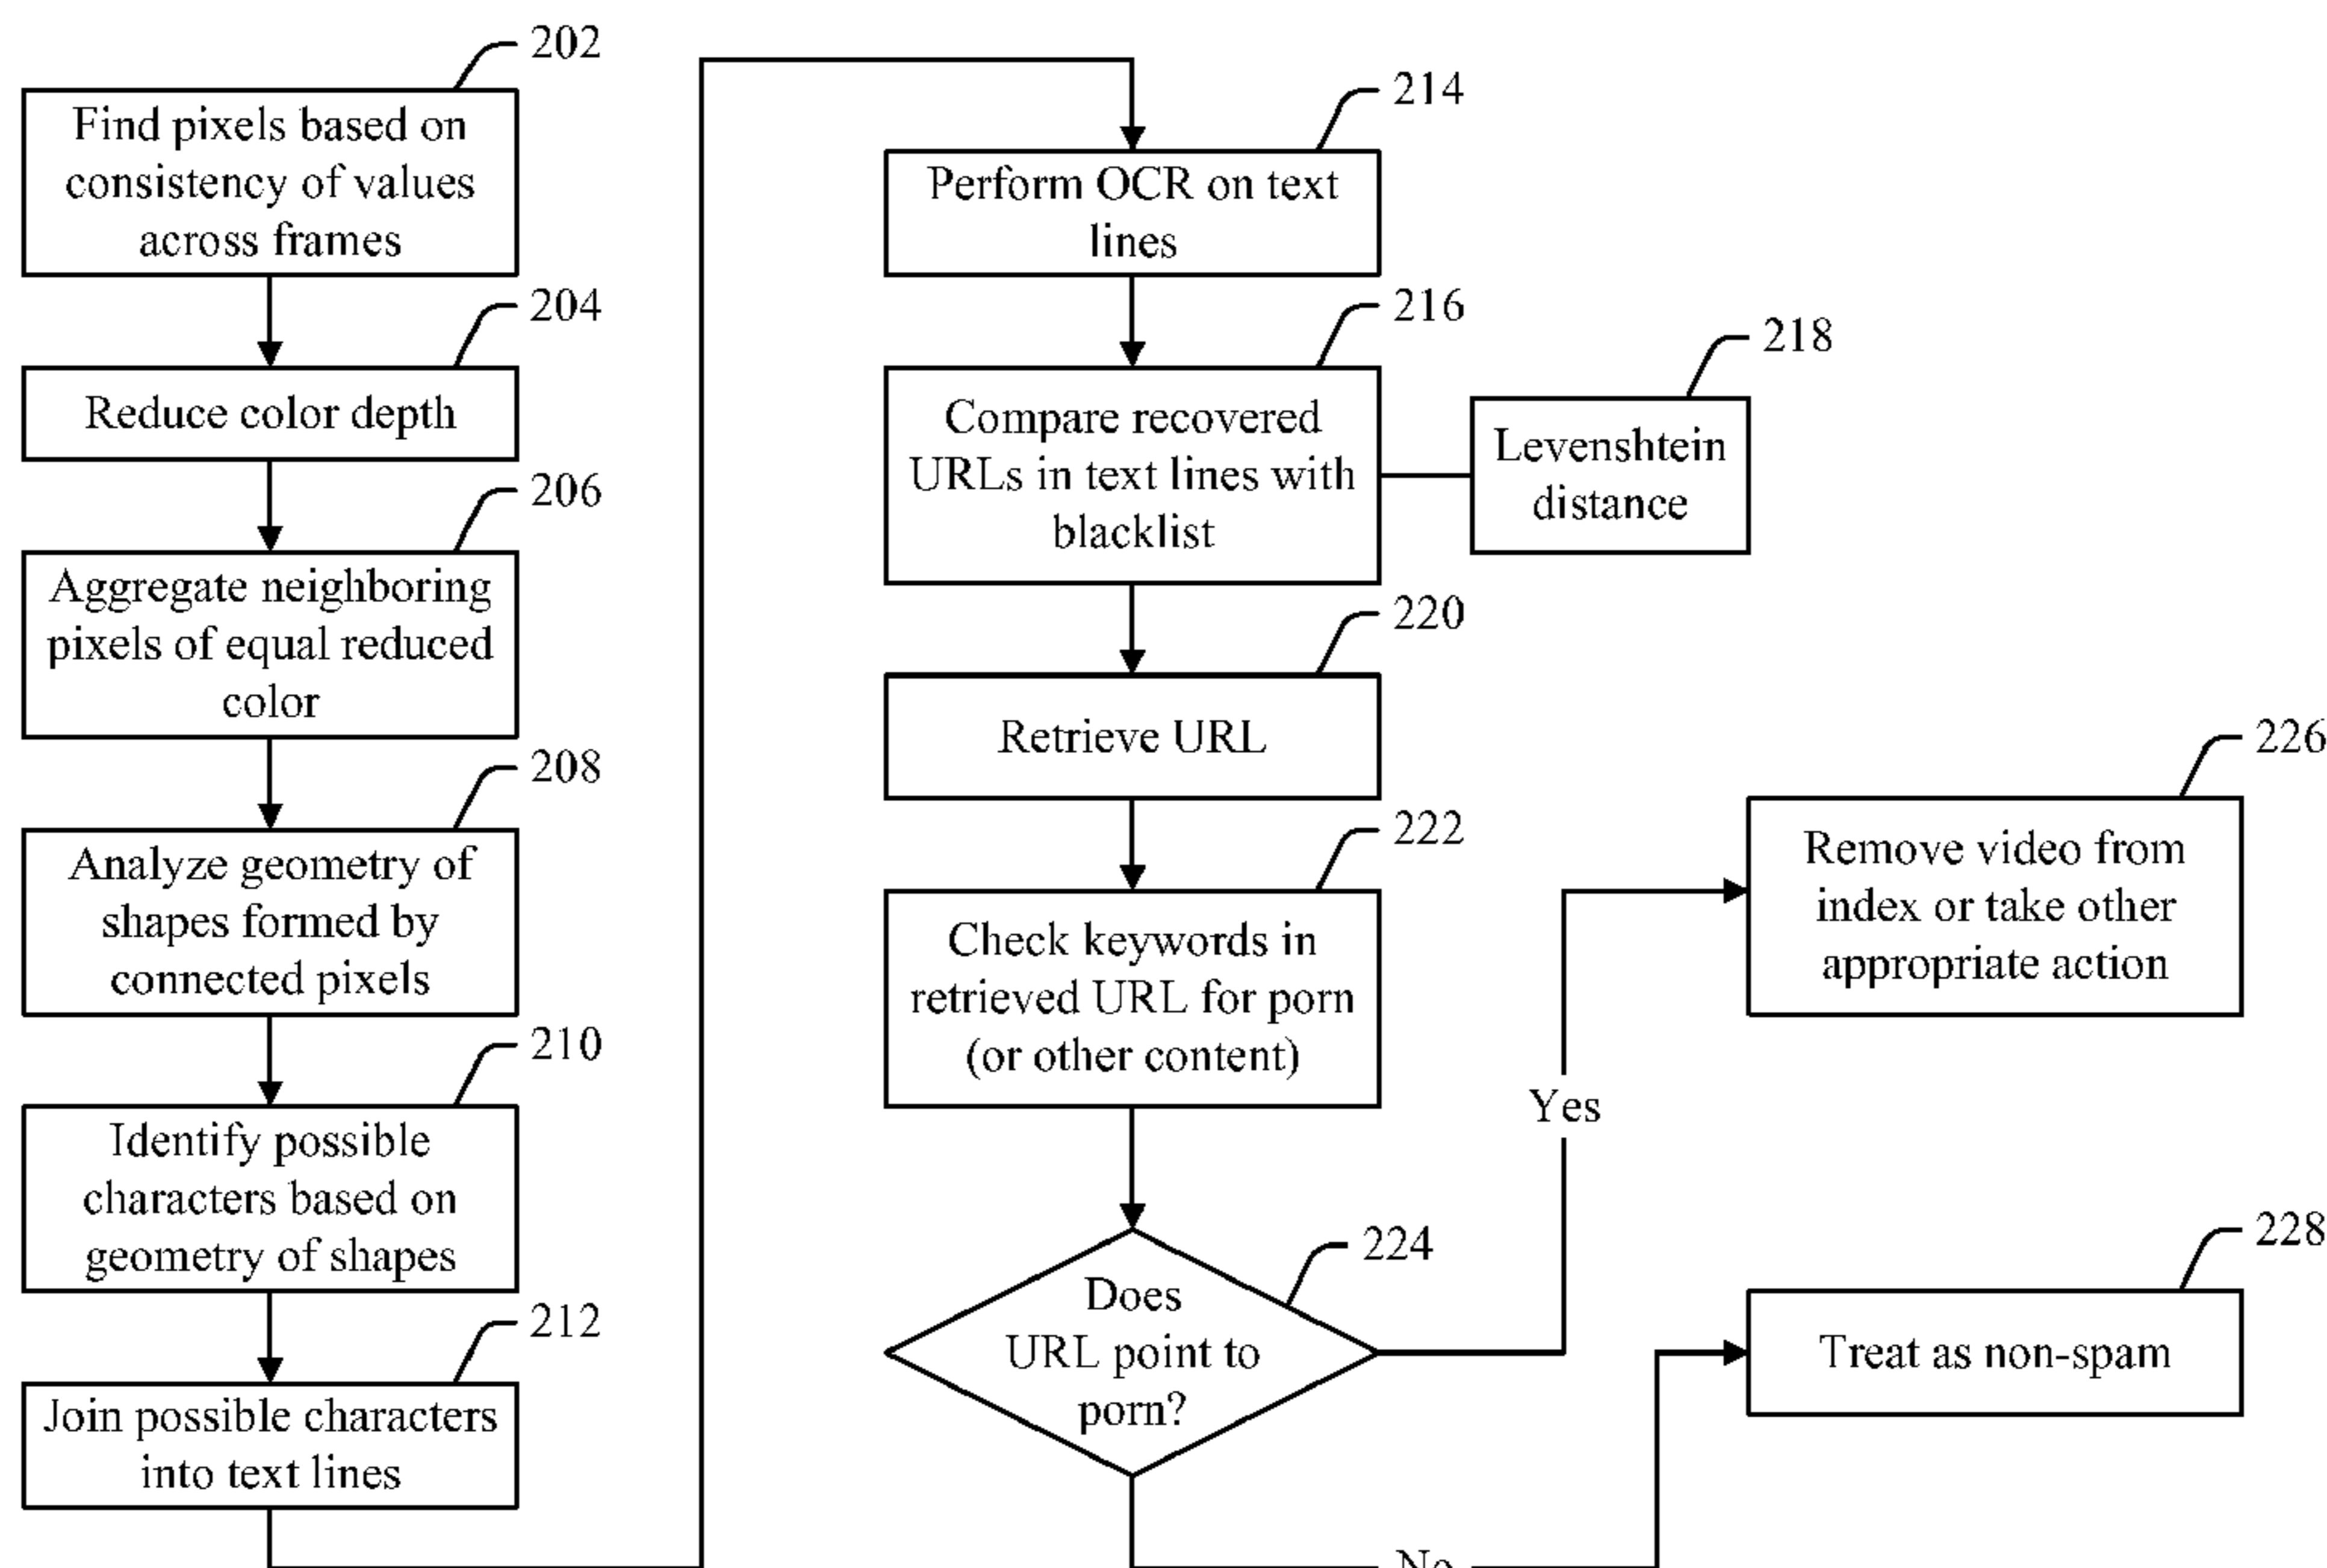 202
Find pixels based on
consistency of values
across frames
204
Reduce color depth
206
Aggregate neighboring
pixels of equal reduced
color
208
Analyze geometry of
shapes formed by
connected pixels
210
Identify possible
characters based on
geometry of shapes
212
Join possible characters
into text lines
214
Perform OCR on text
lines
216
Compare recovered
URLs in text lines with
blacklist
218
Levenshtein
distance
220
Retrieve URL
222
Check keywords in
retrieved URL for porn
(or other content)
224
Does
URL point to
porn?
Yes
No
226
Remove video from
index or take other
appropriate action
228
Treat as non-spam